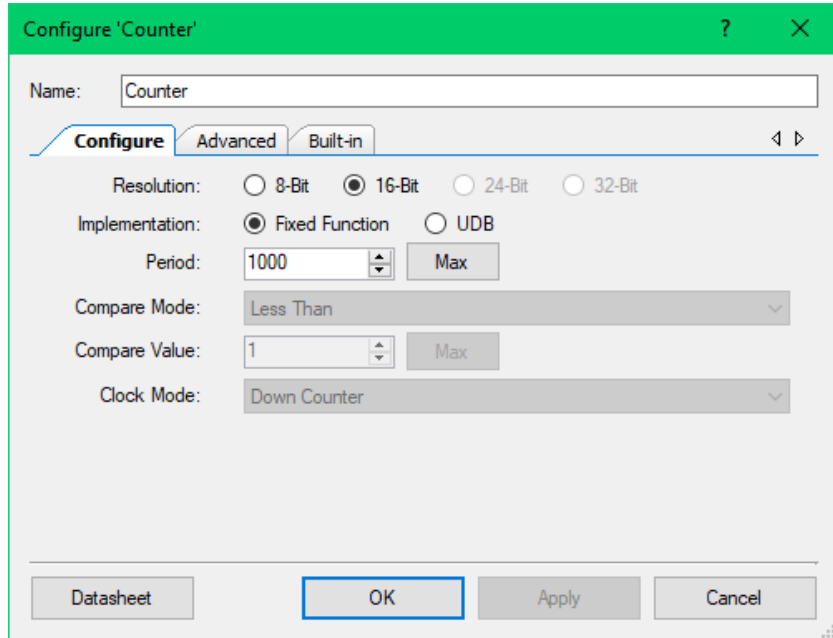 Configure 'Counter' ?
Name: Counter
Configure Advanced Built-in
Resolution: 8-Bit 16-Bit 24-Bit 32-Bit
Implementation: Fixed Function UDB
Period: 1000 Max
Compare Mode: Less Than
Compare Value: 1 Max
Clock Mode: Down Counter
Datasheet OK Apply Cancel